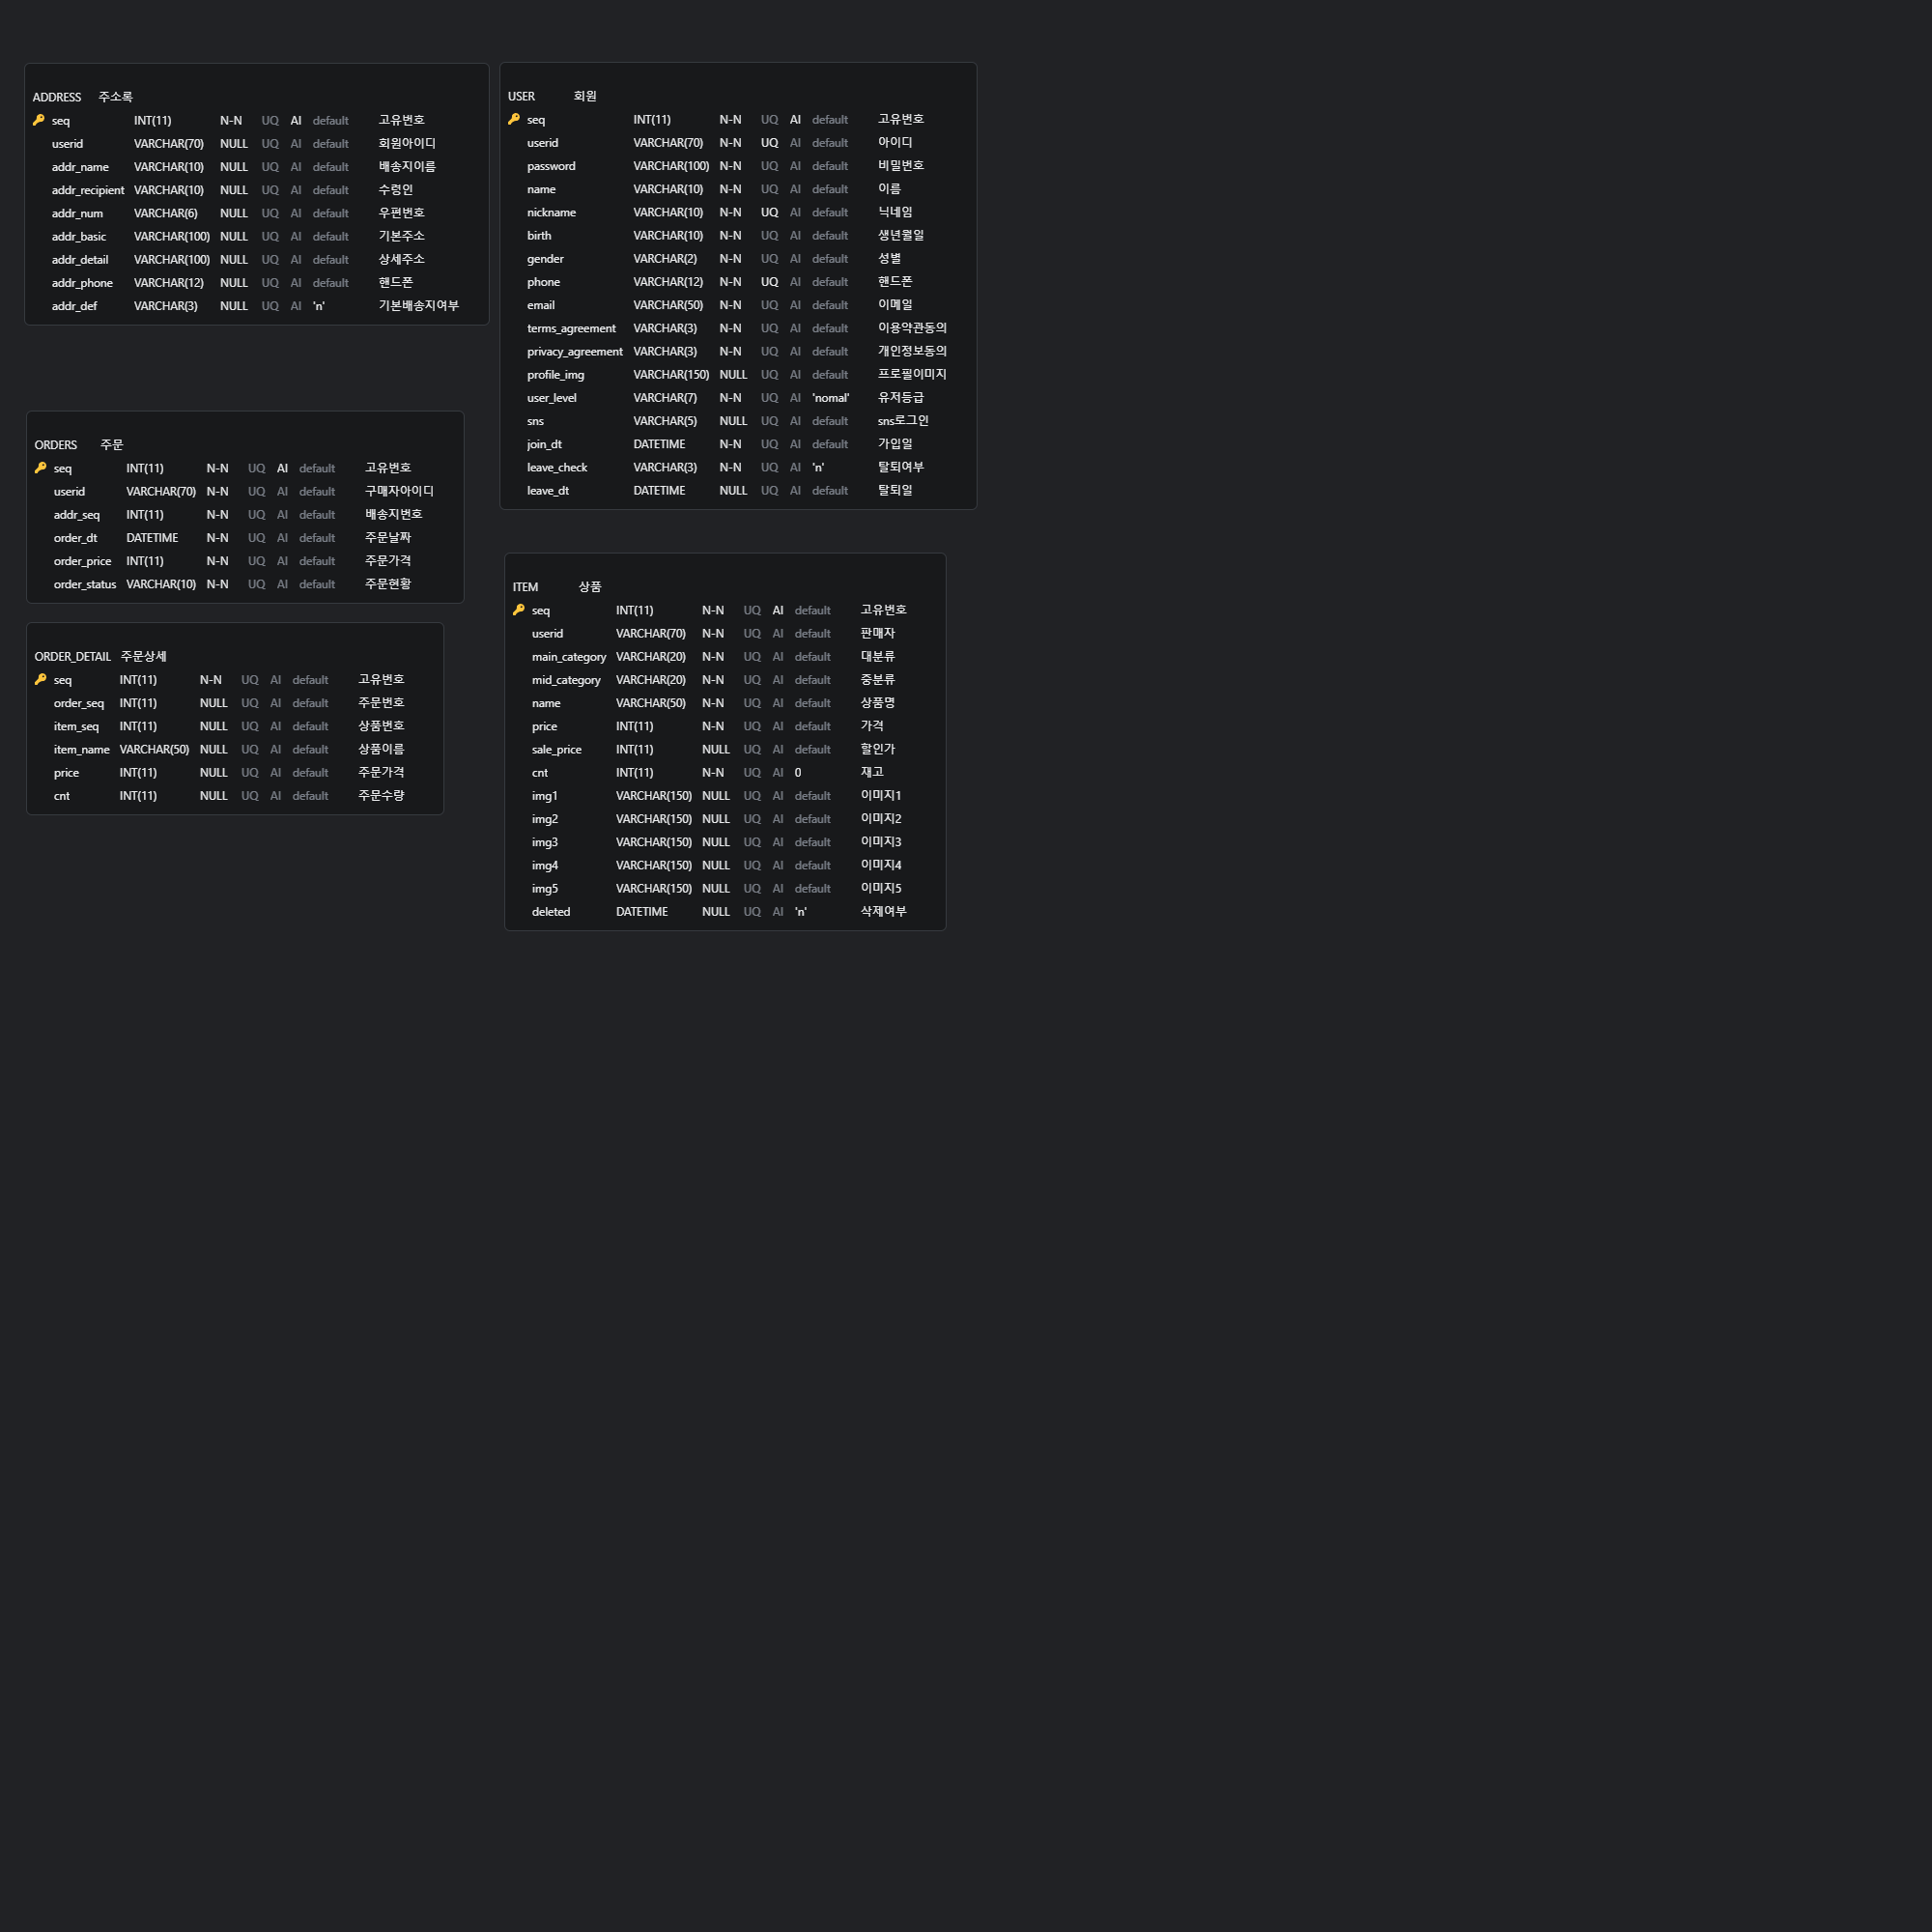 ADDRESS 주소록
seq INT(11) N-N UQ AI default 고유번호
userid VARCHAR(70) NULL UQ AI default 회원아이디
addr_name VARCHAR(10) NULL UQ AI default 배송지이름
addr_recipient VARCHAR(10) NULL UQ AI default 수령인
addr_num VARCHAR(6) NULL UQ AI default 우편번호
addr_basic VARCHAR(100) NULL UQ AI default 기본주소
addr_detail VARCHAR(100) NULL UQ AI default 상세주소
addr_phone VARCHAR(12) NULL UQ AI default 핸드폰
addr_def VARCHAR(3) NULL UQ AI 'n' 기본배송지여부
USER 회원
seq INT(11) N-N UQ AI default 고유번호
userid VARCHAR(70) N-N UQ AI default 아이디
password VARCHAR(100) N-N UQ AI default 비밀번호
name VARCHAR(10) N-N UQ AI default 이름
nickname VARCHAR(10) N-N UQ AI default 닉네임
birth VARCHAR(10) N-N UQ AI default 생년월일
gender VARCHAR(2) N-N UQ AI default 성별
phone VARCHAR(12) N-N UQ AI default 핸드폰
email VARCHAR(50) N-N UQ AI default 이메일
terms_agreement VARCHAR(3) N-N UQ AI default 이용약관동의
privacy_agreement VARCHAR(3) N-N UQ AI default 개인정보동의
profile_img VARCHAR(150) NULL UQ AI default 프로필이미지
user_level VARCHAR(7) N-N UQ AI 'nomal' 유저등급
sns VARCHAR(5) NULL UQ AI default sns로그인
join_dt DATETIME N-N UQ AI default 가입일
leave_check VARCHAR(3) N-N UQ AI 'n' 탈퇴여부
leave_dt DATETIME NULL UQ AI default 탈퇴일
ORDERS 주문
seq INT(11) N-N UQ AI default 고유번호
userid VARCHAR(70) N-N UQ AI default 구매자아이디
addr_seq INT(11) N-N UQ AI default 배송지번호
order_dt DATETIME N-N UQ AI default 주문날짜
order_price INT(11) N-N UQ AI default 주문가격
order_status VARCHAR(10) N-N UQ AI default 주문현황
ORDER_DETAIL 주문상세
seq INT(11) N-N UQ AI default 고유번호
order_seq INT(11) NULL UQ AI default 주문번호
item_seq INT(11) NULL UQ AI default 상품번호
item_name VARCHAR(50) NULL UQ AI default 상품이름
price INT(11) NULL UQ AI default 주문가격
cnt INT(11) NULL UQ AI default 주문수량
ITEM 상품
seq INT(11) N-N UQ AI default 고유번호
userid VARCHAR(70) N-N UQ AI default 판매자
main_category VARCHAR(20) N-N UQ AI default 대분류
mid_category VARCHAR(20) N-N UQ AI default 중분류
name VARCHAR(50) N-N UQ AI default 상품명
price INT(11) N-N UQ AI default 가격
sale_price INT(11) NULL UQ AI default 할인가
cnt INT(11) N-N UQ AI 0 재고
img1 VARCHAR(150) NULL UQ AI default 이미지1
img2 VARCHAR(150) NULL UQ AI default 이미지2
img3 VARCHAR(150) NULL UQ AI default 이미지3
img4 VARCHAR(150) NULL UQ AI default 이미지4
img5 VARCHAR(150) NULL UQ AI default 이미지5
deleted DATETIME NULL UQ AI 'n' 삭제여부